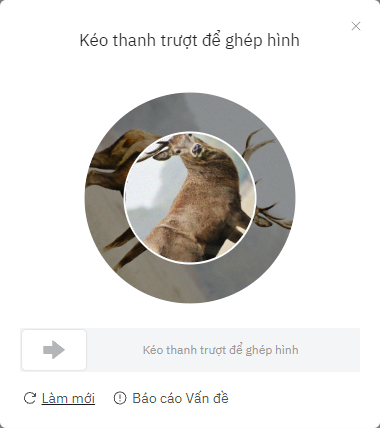 Kéo thanh trượt để ghép hình
Kéo thanh trượt để ghép hình
Làm mới
Báo cáo Vấn đề